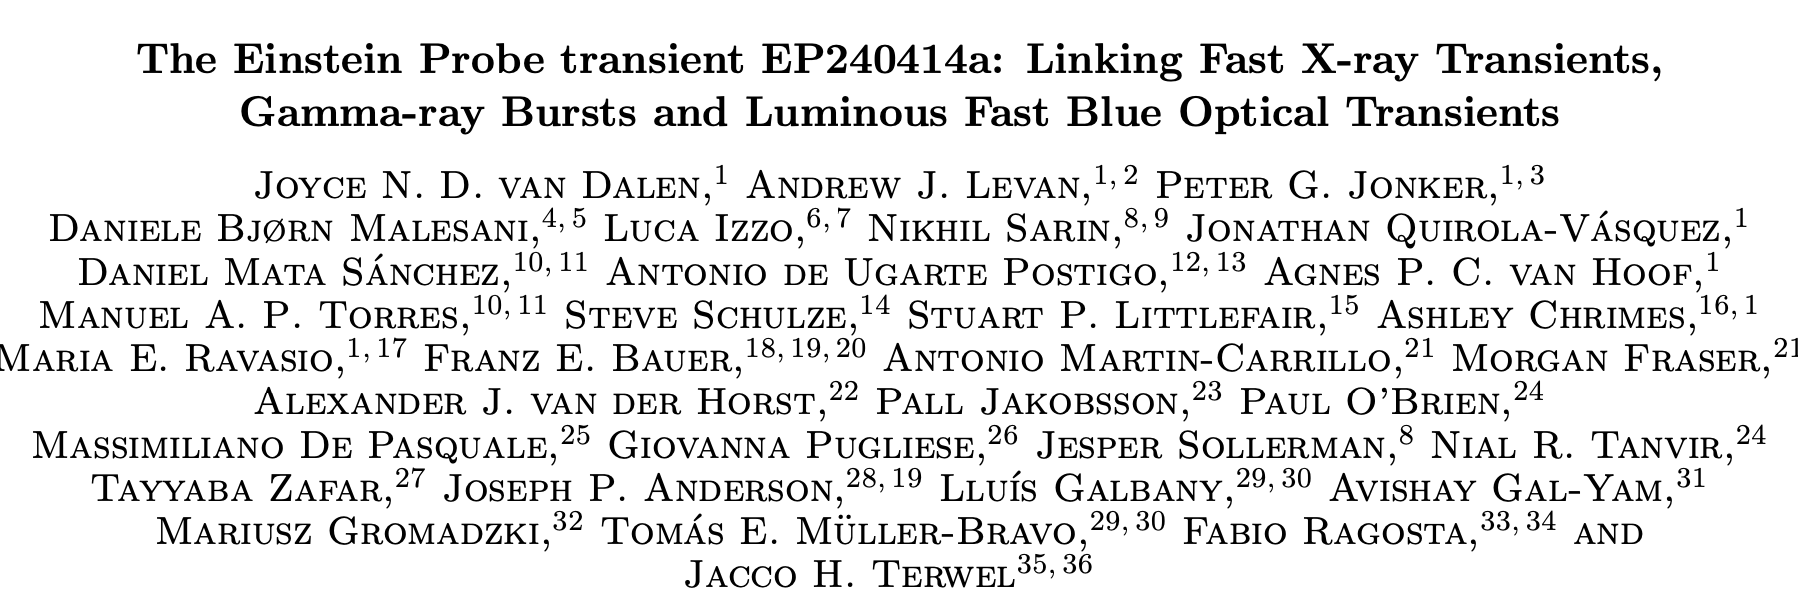 The Einstein Probe transient EP240414a: Linking Fast X-ray Transients,
Gamma-ray Bursts and Luminous Fast Blue Optical Transients
Joyce N. D. van Dalen,1 Andrew J. Levan,1, 2 Peter G. Jonker,1, 3
Daniele Bjørn Malesani,4, 5 Luca Izzo,6, 7 Nikhil Sarin,8, 9 Jonathan Quirola-Vásquez,1
Daniel Mata Sánchez,10, 11 Antonio de Ugarte Postigo,12, 13 Agnes P. C. van Hoof,1
Manuel A. P. Torres,10, 11 Steve Schulze,14 Stuart P. Littlefair,15 Ashley Chrimes,16, 1
Maria E. Ravasio,1, 17 Franz E. Bauer,18, 19, 20 Antonio Martin-Carrillo,21 Morgan Fraser,21
Alexander J. van der Horst,22 Pall Jakobsson,23 Paul O'Brien,24
Massimiliano De Pasquale,25 Giovanna Pugliese,26 Jesper Sollerman,8 Nial R. Tanvir,24
Tayyaba Zafar,27 Joseph P. Anderson,28, 19 Lluís Galbany,29, 30 Avishay Gal-Yam,31
Mariusz Gromadzki,32 Tomás E. Müller-Bravo,29, 30 Fabio Ragosta,33, 34 and
Jacco H. Terwel35, 36